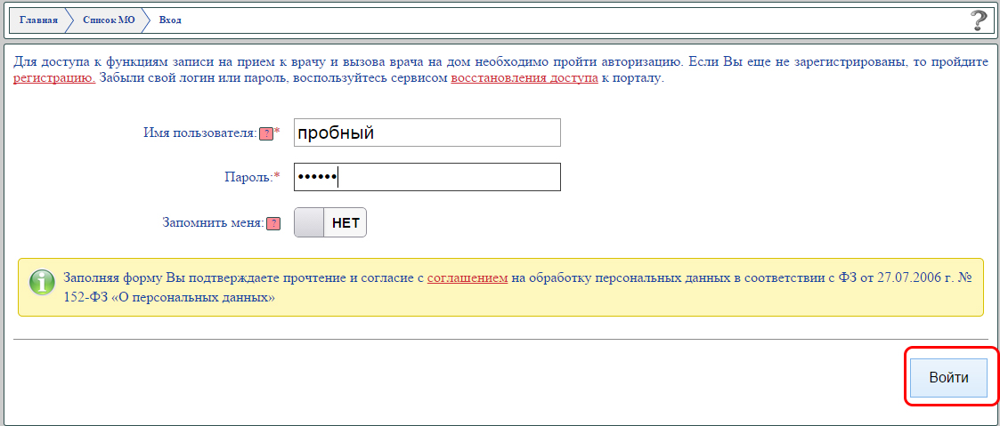 Главная Список МО Вход ?
Для доступа к функциям записи на прием к врачу и вызова врача на дом необходимо пройти авторизацию. Если Вы еще не зарегистрированы, то пройдите
регистрацию. Забыли свой логин или пароль, воспользуйтесь сервисом восстановления доступа к порталу.
Имя пользователя: ?* пробный
Пароль:* ••••••
Запомнить меня: ? НЕТ
Заполняя форму Вы подтверждаете прочтение и согласие с соглашением на обработку персональных данных в соответствии с ФЗ от 27.07.2006 г. №
152-ФЗ «О персональных данных»
Войти